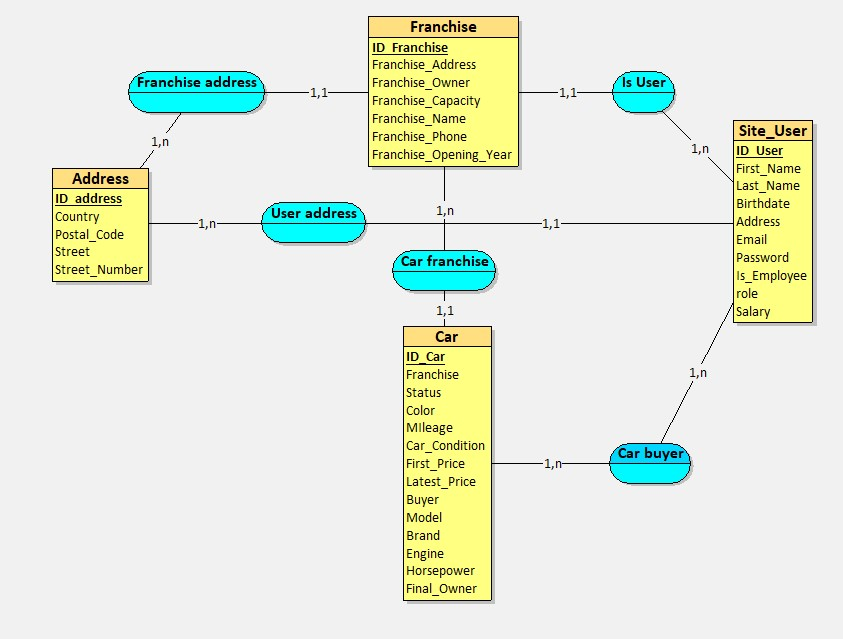 Franchise
ID_Franchise
Franchise_Address
Franchise_Owner
Franchise_Capacity
Franchise_Name
Franchise_Phone
Franchise_Opening_Year
Franchise address
1,1
1,1
Is User
1,n
1,n
Site_User
ID_User
First_Name
Last_Name
Birthdate
Address
Email
Password
Is_Employee
role
Salary
Address
ID_address
Country
Postal_Code
Street
Street_Number
1,n
User address
1,n
1,1
Car franchise
1,1
Car
ID_Car
Franchise
Status
Color
MIleage
Car_Condition
First_Price
Latest_Price
Buyer
Model
Brand
Engine
Horsepower
Final_Owner
1,n
1,n
Car buyer